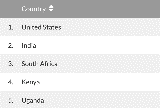 Country
1. United States
2. India
3. South Africa
4. Kenya
5. Uganda